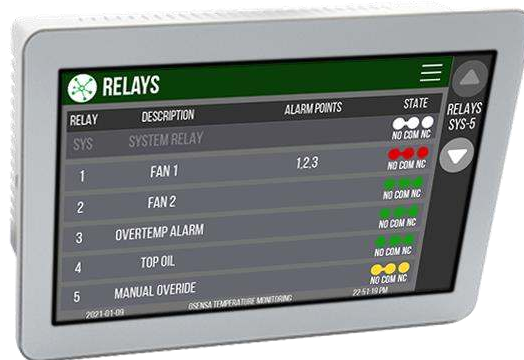 RELAYS
RELAY DESCRIPTION ALARM POINTS STATE
SYS SYSTEM RELAY NO COM NC
1 FAN 1 1,2,3 NO COM NC
2 FAN 2 NO COM NC
3 OVERTEMP ALARM NO COM NC
4 TOP OIL NO COM NC
5 MANUAL OVERIDE NO COM NC
2021-01-09 OSENSA TEMPERATURE MONITORING 22:51:19 PM
RELAYS
SYS-5